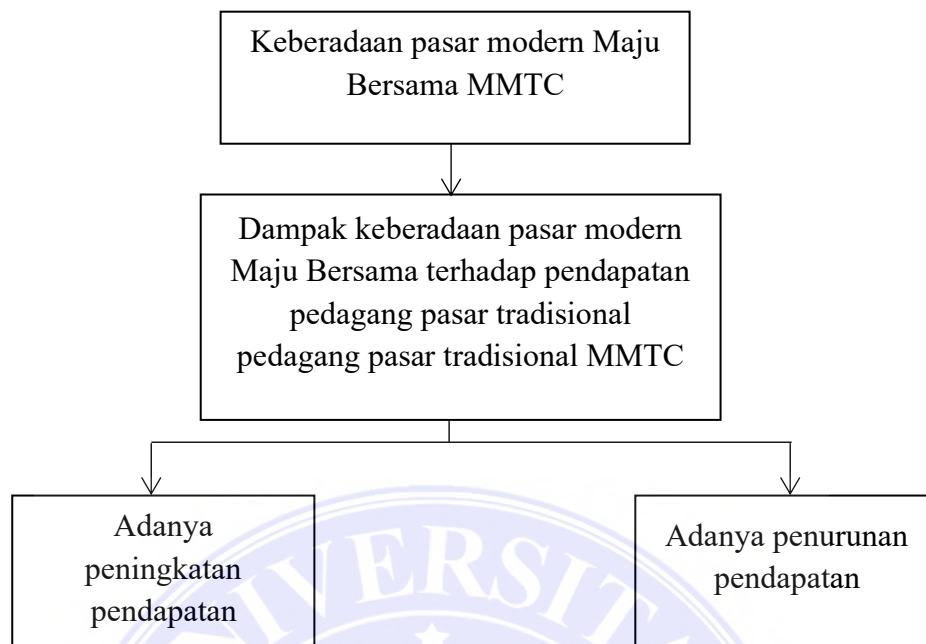 Keberadaan pasar modern Maju
Bersama MMTC
Dampak keberadaan pasar modern
Maju Bersama terhadap pendapatan
pedagang pasar tradisional
pedagang pasar tradisional MMTC
Adanya
peningkatan
pendapatan
Adanya penurunan
pendapatan